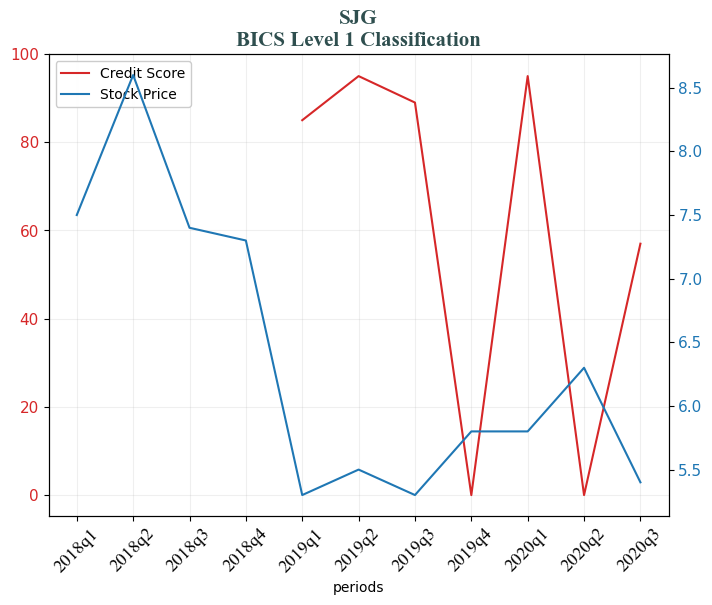 SJG
BICS Level 1 Classification
Credit Score
Stock Price
100
80
60
40
20
0
8.5
8.0
7.5
7.0
6.5
6.0
5.5
2018q1
2018q2
2018q3
2018q4
2019q1
2019q2
2019q3
2019q4
2020q1
2020q2
2020q3
periods